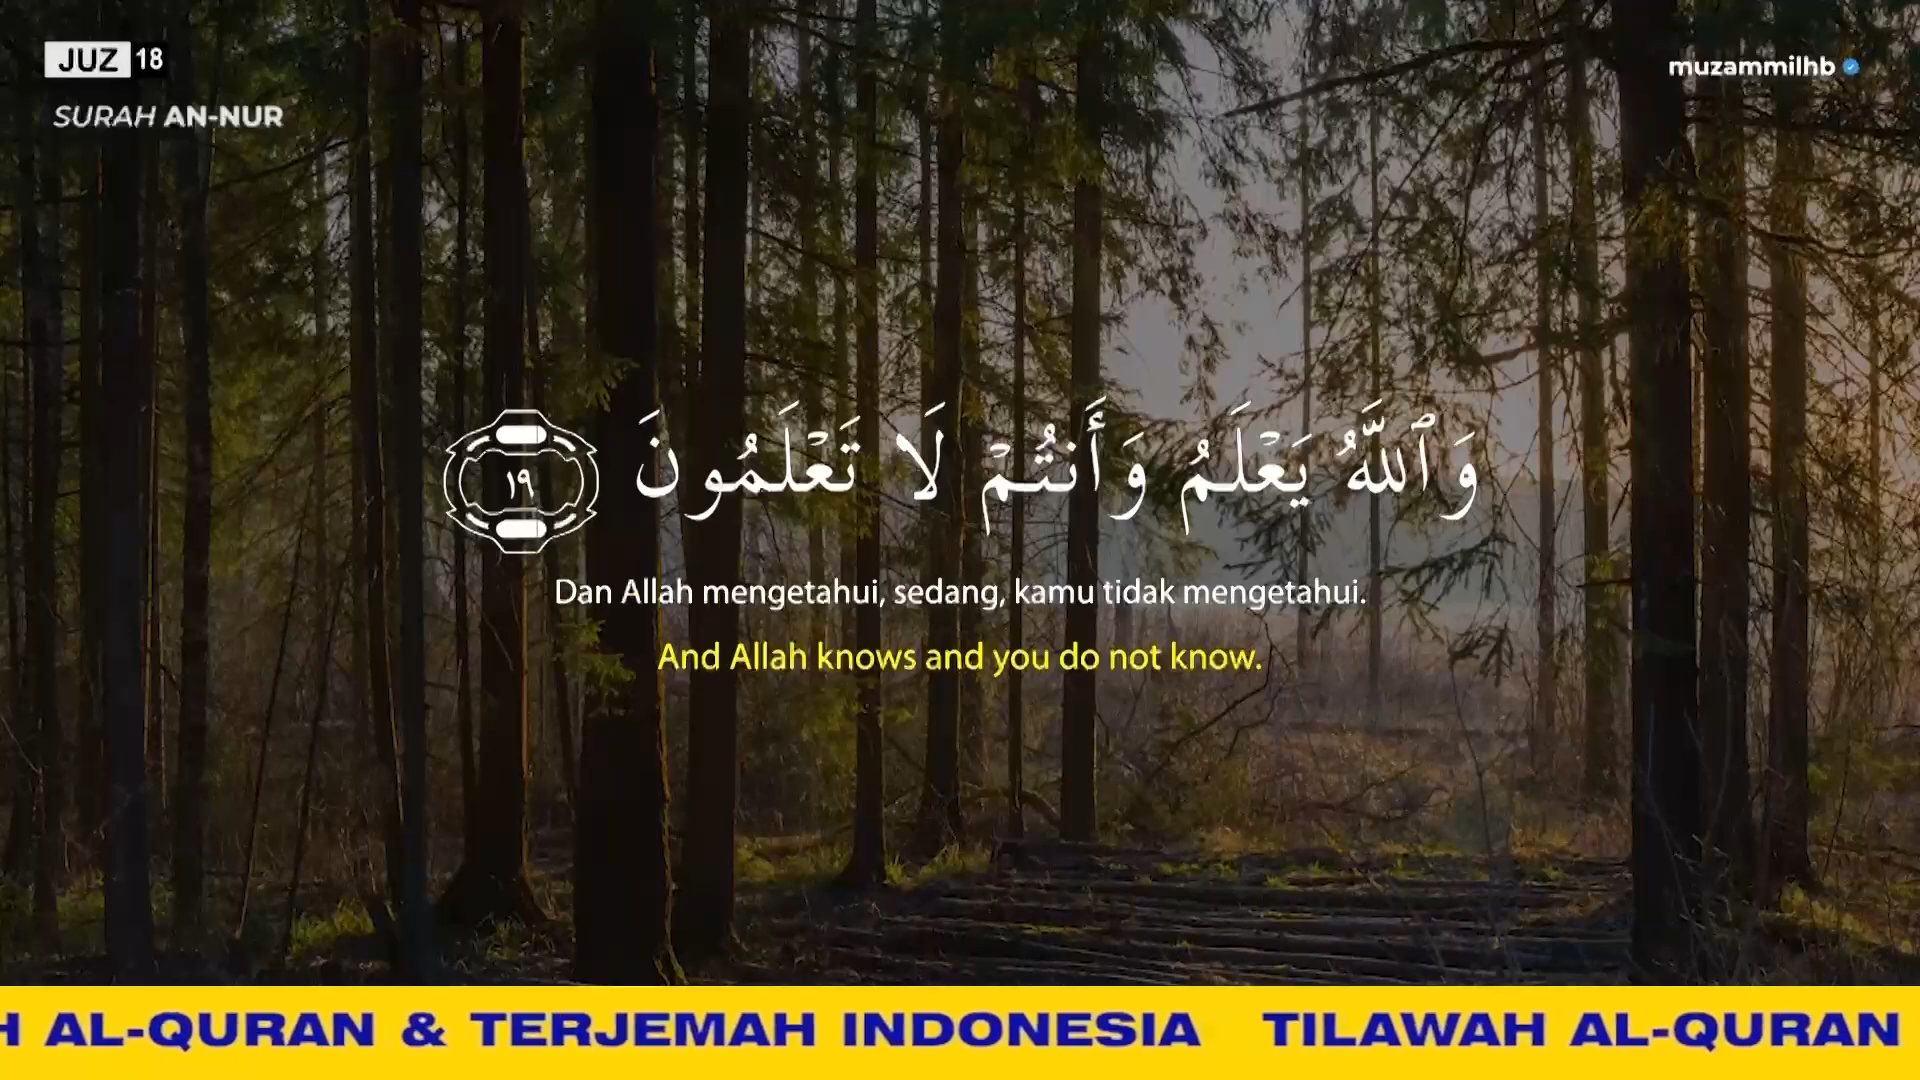 JUZ 18
muzammilhb
SURAH AN-NUR
وَٱللَّهُ يَعْلَمُ وَأَنتُمْ لَا تَعْلَمُونَ ١٩
Dan Allah mengetahui, sedang, kamu tidak mengetahui.
And Allah knows and you do not know.
H AL-QURAN & TERJEMAH INDONESIA TILAWAH AL-QURAN